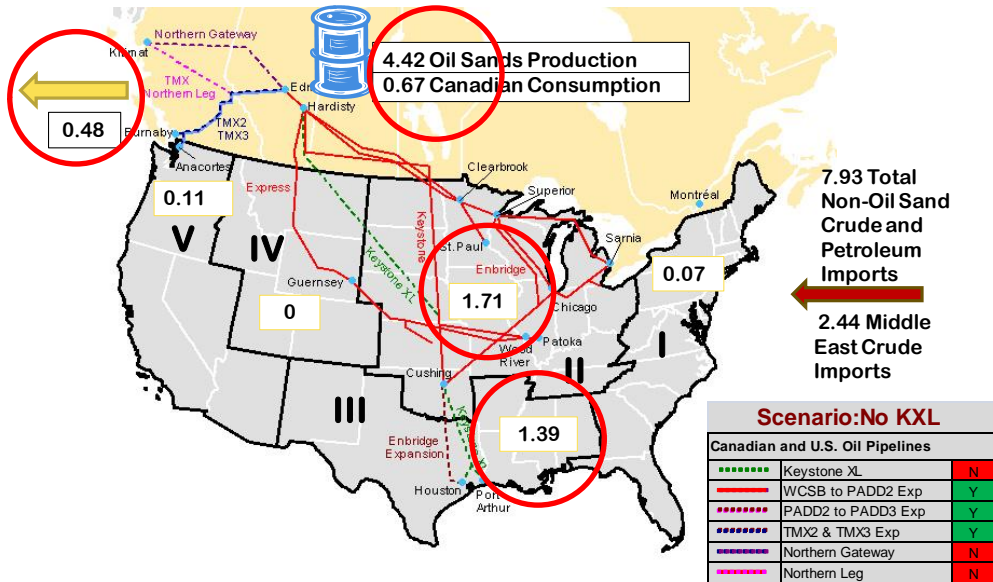 Northern Gateway
Kitimat
4.42 Oil Sands Production
0.67 Canadian Consumption
TMX
Northern Leg
Hardisty
0.48
TMX2
TMX3
Burnaby
Anacortes
Clearbrook
Superior
Montréal
7.93 Total
Non-Oil Sand
Crude and
Petroleum
Imports
0.11
Express
Keystone
St.Paul
Sarnia
V
IV
Keystone XL
Enbridge
0.07
Guernsey
1.71
Chicago
0
2.44 Middle
East Crude
Imports
Wood
River
Patoka
I
II
Cushing
III
Keystone XL
1.39
Enbridge
Expansion
Houston
Port
Arthur
Scenario:No KXL
Canadian and U.S. Oil Pipelines
Keystone XL N
WCSB to PADD2 Exp Y
PADD2 to PADD3 Exp Y
TMX2 & TMX3 Exp Y
Northern Gateway N
Northern Leg N